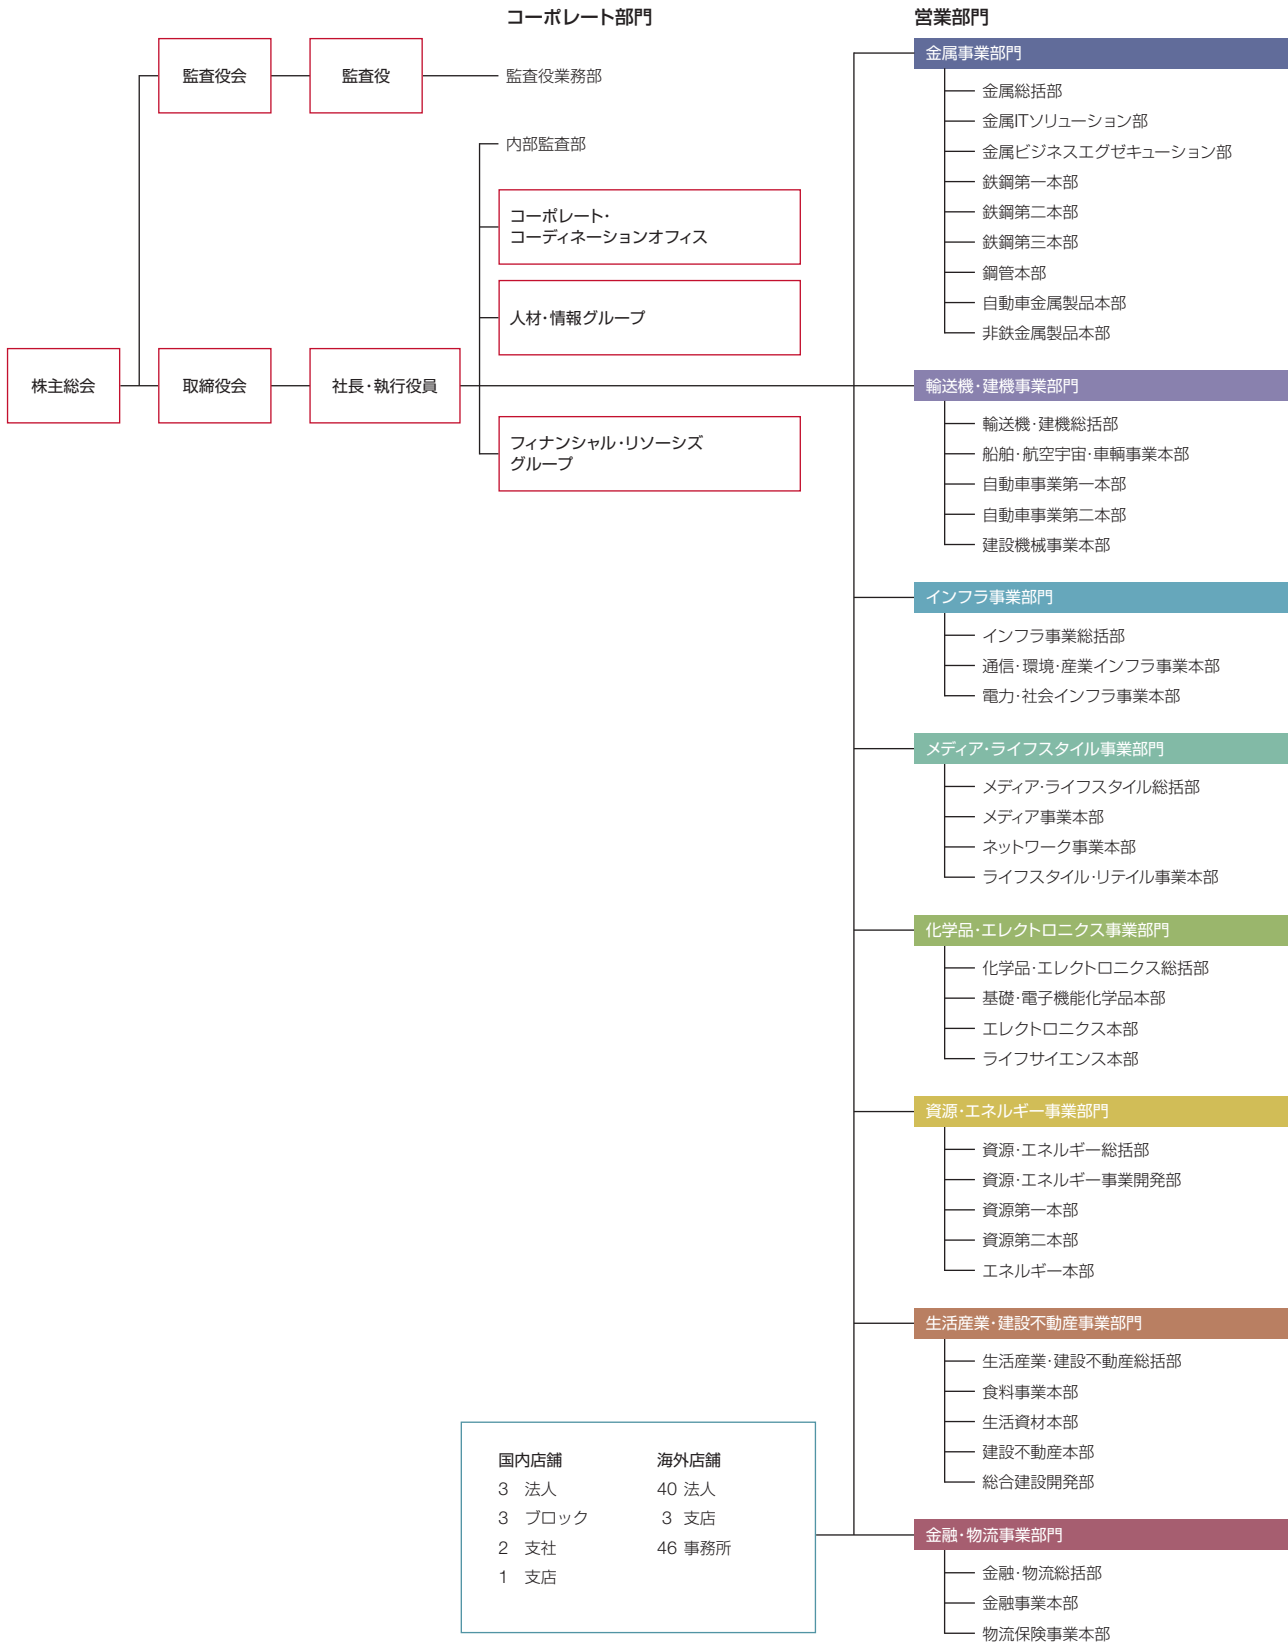 コーポレート部門
営業部門
監査役会
監査役
監査役業務部
内部監査部
コーポレート・
コーディネーションオフィス
人材・情報グループ
株主総会
取締役会
社長・執行役員
フィナンシャル・リソーシズ
グループ
金属事業部門
金属総括部
金属ITソリューション部
金属ビジネスエグゼキューション部
鉄鋼第一本部
鉄鋼第二本部
鉄鋼第三本部
鋼管本部
自動車金属製品本部
非鉄金属製品本部
輸送機・建機事業部門
輸送機・建機総括部
船舶・航空宇宙・車輌事業本部
自動車事業第一本部
自動車事業第二本部
建設機械事業本部
インフラ事業部門
インフラ事業総括部
通信・環境・産業インフラ事業本部
電力・社会インフラ事業本部
メディア・ライフスタイル事業部門
メディア・ライフスタイル総括部
メディア事業本部
ネットワーク事業本部
ライフスタイル・リテイル事業本部
化学品・エレクトロニクス事業部門
化学品・エレクトロニクス総括部
基礎・電子機能化学品本部
エレクトロニクス本部
ライフサイエンス本部
資源・エネルギー事業部門
資源・エネルギー総括部
資源・エネルギー事業開発部
資源第一本部
資源第二本部
エネルギー本部
生活産業・建設不動産事業部門
生活産業・建設不動産総括部
食料事業本部
生活資材本部
建設不動産本部
総合建設開発部
金融・物流事業部門
金融・物流総括部
金融事業本部
物流保険事業本部
国内店舗
3 法人
3 ブロック
2 支社
1 支店
海外店舗
40 法人
3 支店
46 事務所